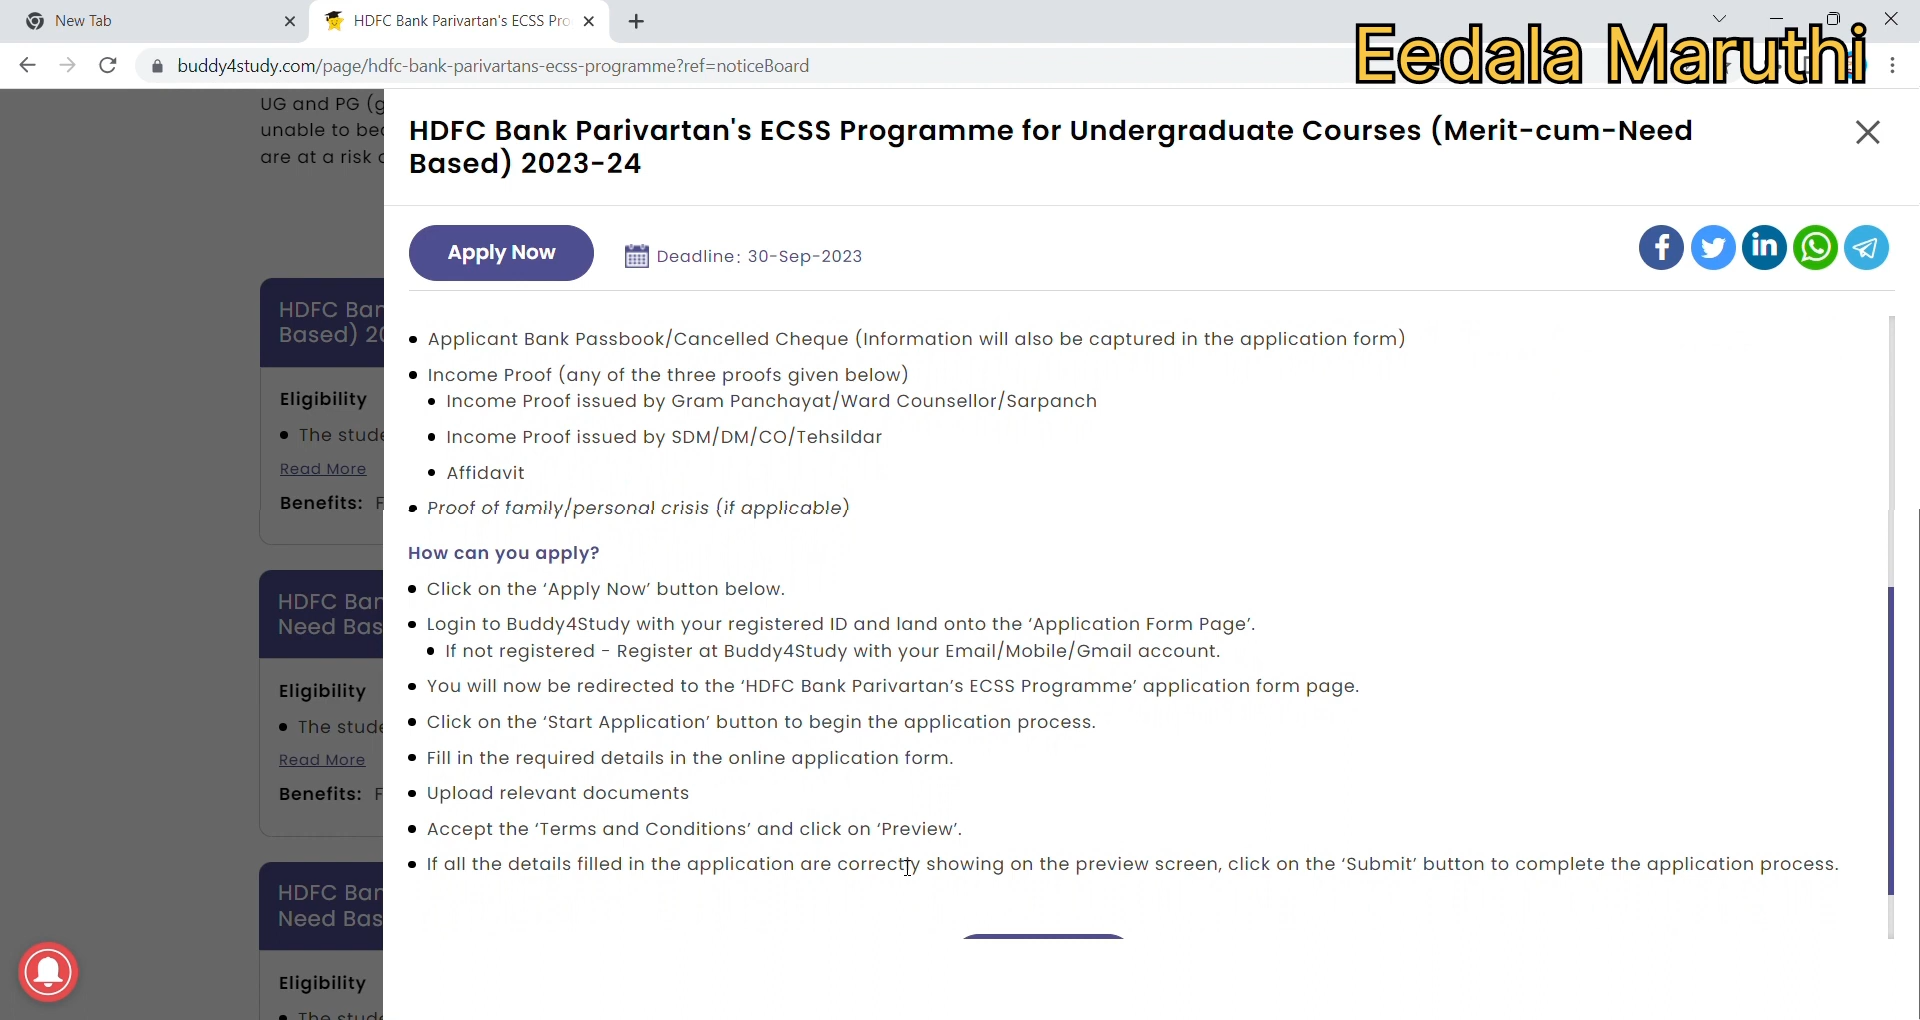 New Tab
HDFC Bank Parivartan's ECSS Pro
Eedala Maruthi
buddy4study.com/page/hdfc-bank-parivartans-ecss-programme?ref=noticeBoard
UG and PG (g
unable to be
are at a risk
HDFC Bank Parivartan's ECSS Programme for Undergraduate Courses (Merit-cum-Need
Based) 2023-24
Apply Now
Deadline: 30-Sep-2023
HDFC Ban
Based) 20
Eligibility
The stude
Read More
Benefits: F
HDFC Ban
Need Bas
Eligibility
The stude
Read More
Benefits: F
HDFC Ban
Need Bas
Eligibility
The stude
Applicant Bank Passbook/Cancelled Cheque (Information will also be captured in the application form)
Income Proof (any of the three proofs given below)
Income Proof issued by Gram Panchayat/Ward Counsellor/Sarpanch
Income Proof issued by SDM/DM/CO/Tehsildar
Affidavit
Proof of family/personal crisis (if applicable)
How can you apply?
Click on the ‘Apply Now’ button below.
Login to Buddy4Study with your registered ID and land onto the ‘Application Form Page’.
If not registered - Register at Buddy4Study with your Email/Mobile/Gmail account.
You will now be redirected to the ‘HDFC Bank Parivartan’s ECSS Programme’ application form page.
Click on the ‘Start Application’ button to begin the application process.
Fill in the required details in the online application form.
Upload relevant documents
Accept the ‘Terms and Conditions’ and click on ‘Preview’.
If all the details filled in the application are correctly showing on the preview screen, click on the ‘Submit’ button to complete the application process.